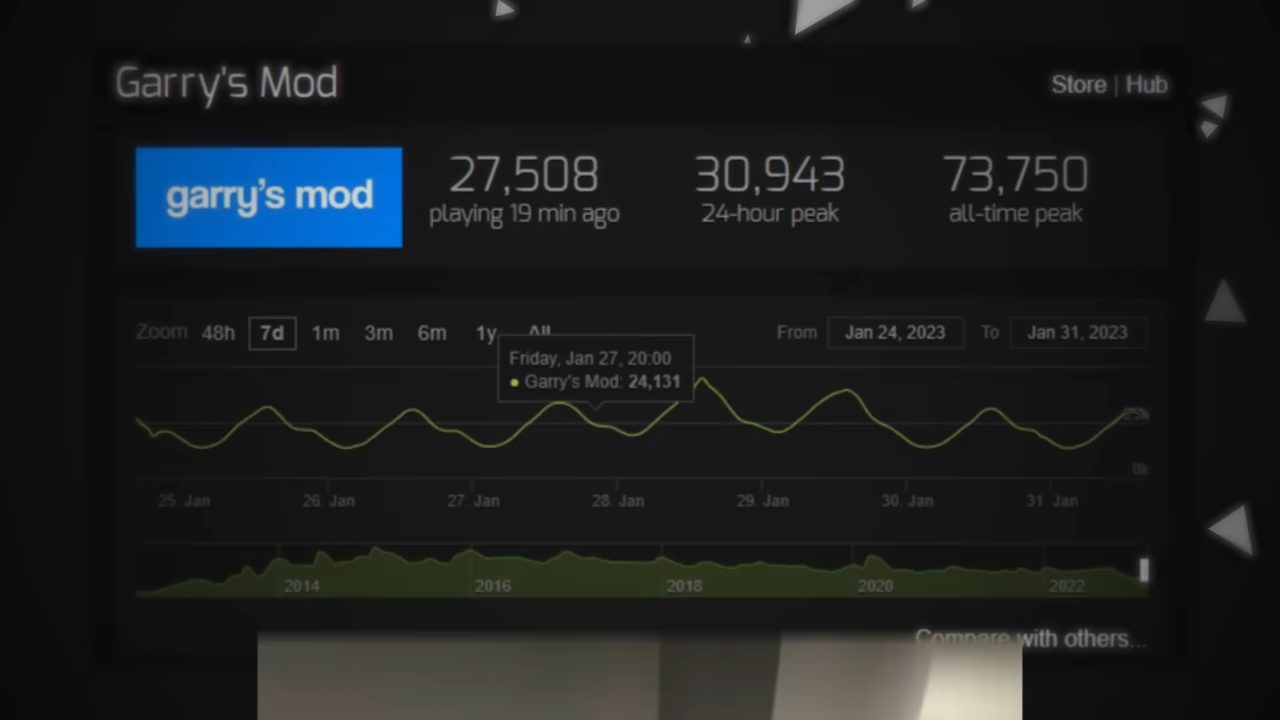 Garry's Mod
Store | Hub
garry's mod
27,508
playing 19 min ago
30,943
24-hour peak
73,750
all-time peak
Zoom 48h 7d 1m 3m 6m 1y All
From Jan 24, 2023 To Jan 31, 2023
Friday, Jan 27, 20:00
Garry's Mod: 24,131
25k
0k
25. Jan 26. Jan 27. Jan 28. Jan 29. Jan 30. Jan 31. Jan
2014 2016 2018 2020 2022
Compare with others...